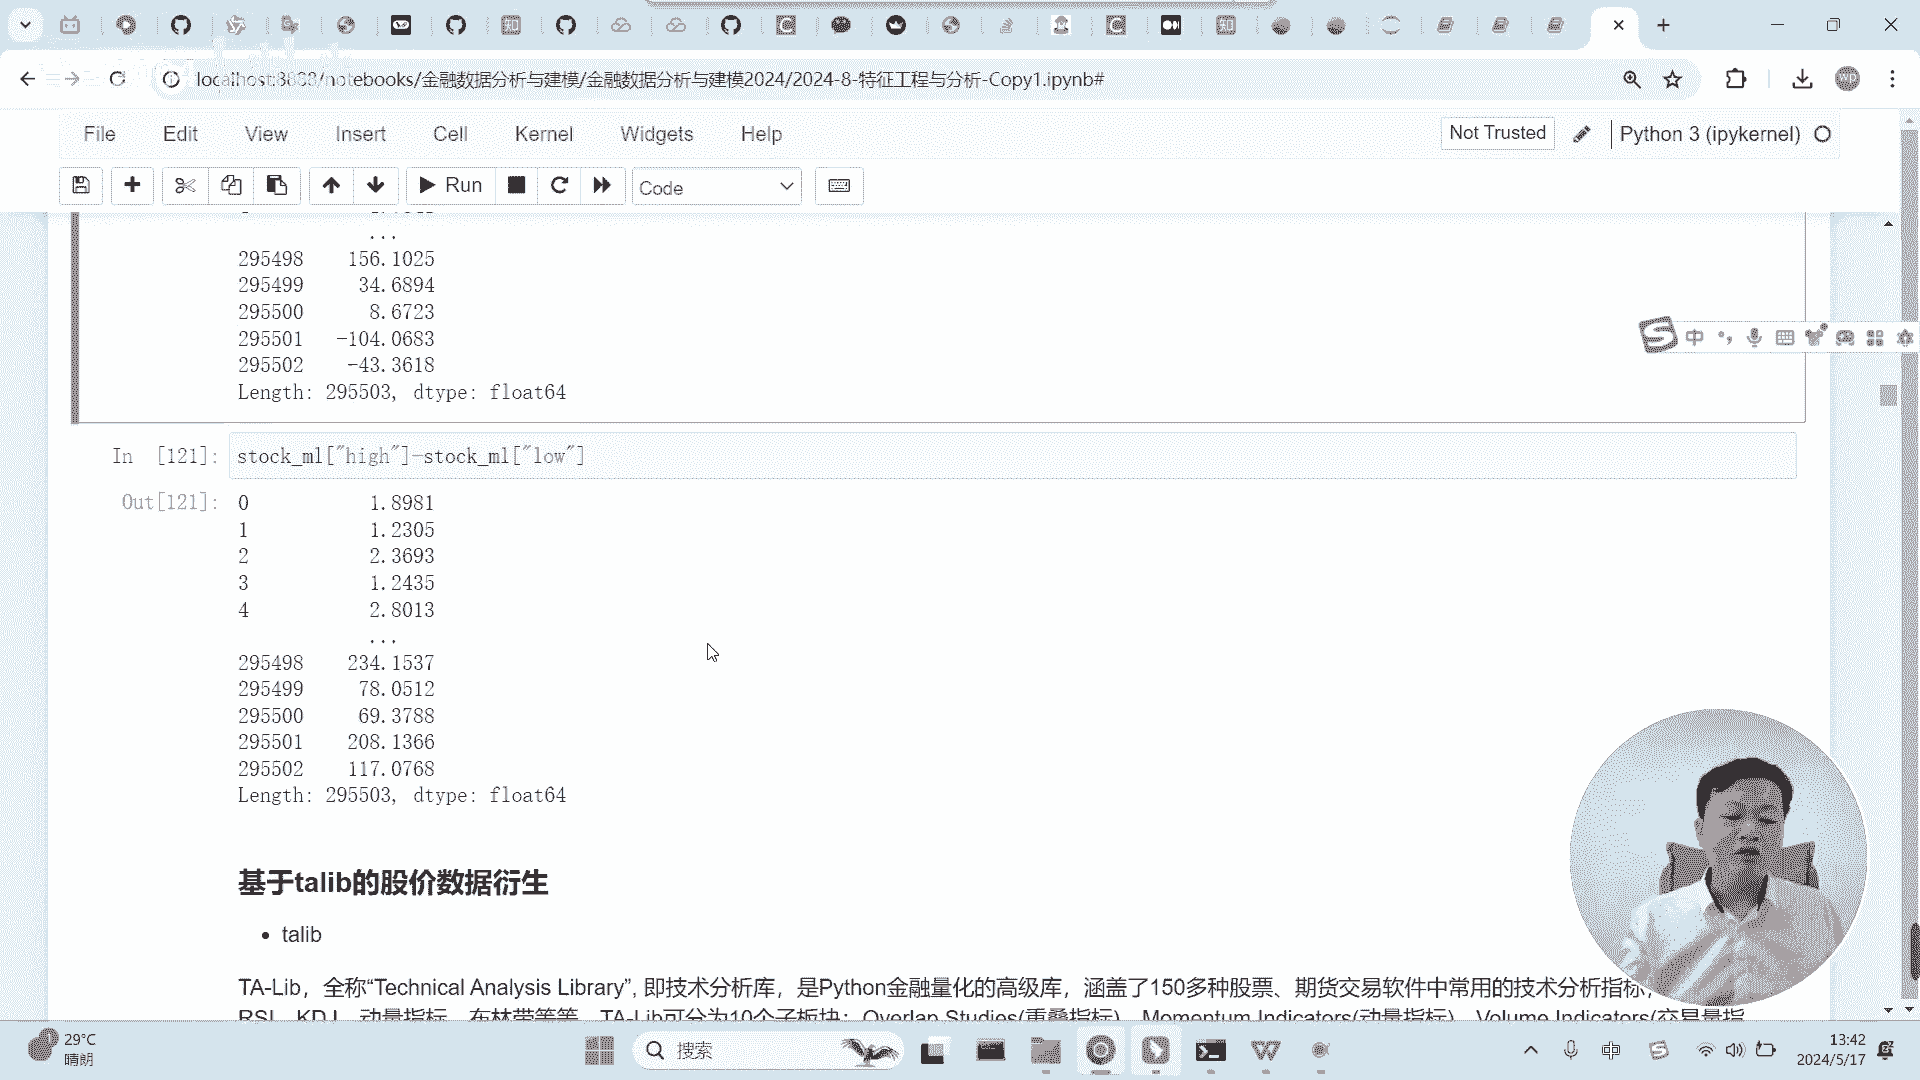 localhost:8888/notebooks/金融数据分析与建模/金融数据分析与建模2024/2024-8-特征工程与分析-Copy1.ipynb#
wp
File Edit View Insert Cell Kernel Widgets Help
Not Trusted Python 3 (ipykernel)
Run Code
...
295498 156.1025
295499 34.6894
295500 8.6723
295501 -104.0683
295502 -43.3618
Length: 295503, dtype: float64
In [121]: stock_ml["high"]-stock_ml["low"]
Out[121]: 0 1.8981
1 1.2305
2 2.3693
3 1.2435
4 2.8013
...
295498 234.1537
295499 78.0512
295500 69.3788
295501 208.1366
295502 117.0768
Length: 295503, dtype: float64
基于talib的股价数据衍生
• talib
TA-Lib，全称“Technical Analysis Library”, 即技术分析库，是Python金融量化的高级库，涵盖了150多种股票、期货交易软件中常用的技术分析指标，
RSI、KDJ、动量指标、布林带等等。TA-Lib可分为10个子板块：Overlap Studies(重叠指标)，Momentum Indicators(动量指标)，Volume Indicators(交易量指
中
29°C
晴朗
搜索
中
13:42
2024/5/17